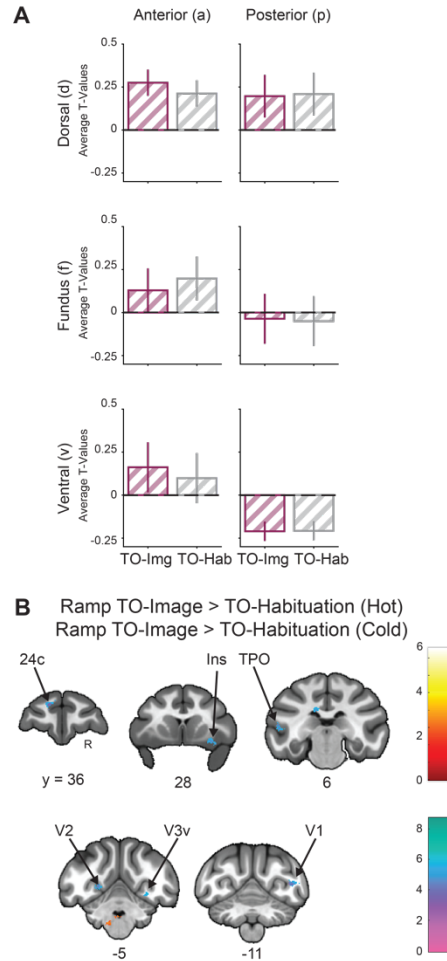 A
Anterior (a)
Posterior (p)
Dorsal (d)
Average T-Values
0.5
0.25
0
-0.25
Fundus (f)
Average T-Values
0.5
0.25
0
-0.25
Ventral (v)
Average T-Values
0.5
0.25
0
-0.25
TO-Img TO-Hab
TO-Img TO-Hab
B
Ramp TO-Image > TO-Habituation (Hot)
Ramp TO-Image > TO-Habituation (Cold)
24c
Ins
TPO
R
y = 36
28
6
6
4
2
0
V2
V3v
V1
-5
-11
8
6
4
2
0